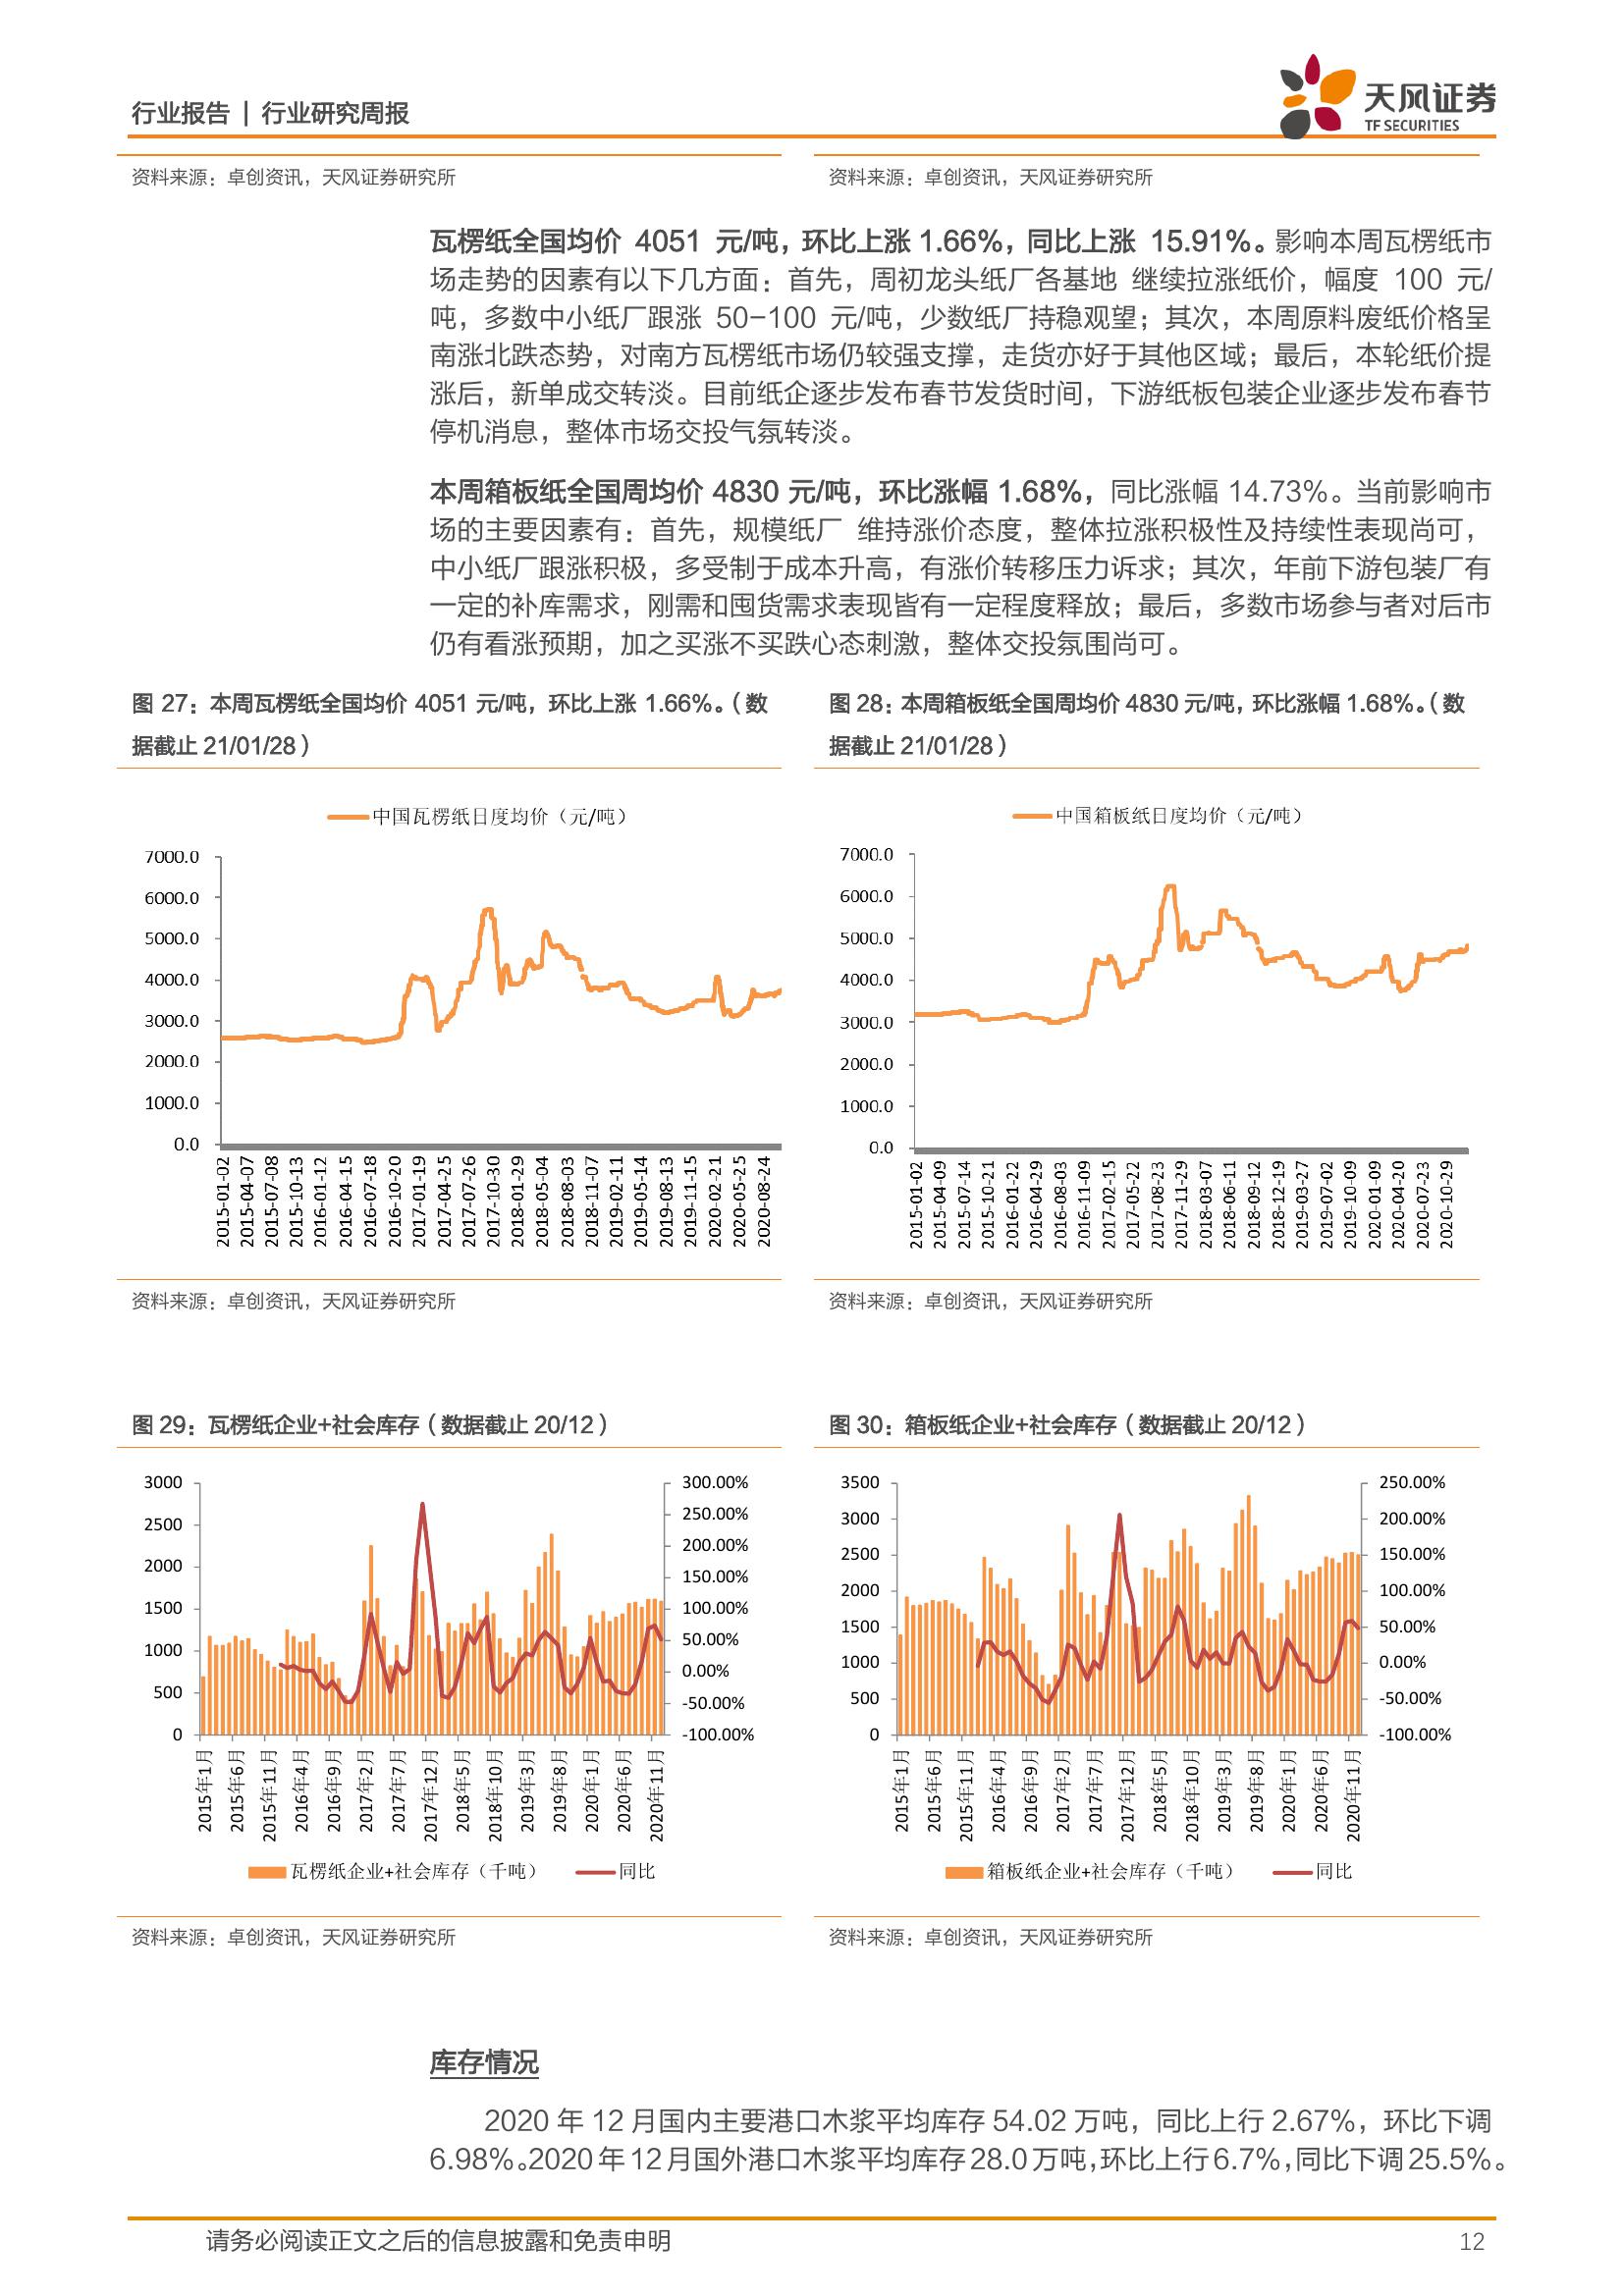 行业报告 | 行业研究周报
天风证券
TF SECURITIES
资料来源：卓创资讯，天风证券研究所
资料来源：卓创资讯，天风证券研究所
瓦楞纸全国均价 4051 元/吨，环比上涨 1.66%，同比上涨 15.91%。影响本周瓦楞纸市
场走势的因素有以下几方面：首先，周初龙头纸厂各基地 继续拉涨纸价，幅度 100 元/
吨，多数中小纸厂跟涨 50-100 元/吨，少数纸厂持稳观望；其次，本周原料废纸价格呈
南涨北跌态势，对南方瓦楞纸市场仍较强支撑，走货亦好于其他区域；最后，本轮纸价提
涨后，新单成交转淡。目前纸企逐步发布春节发货时间，下游纸板包装企业逐步发布春节
停机消息，整体市场交投气氛转淡。
本周箱板纸全国周均价 4830 元/吨，环比涨幅 1.68%，同比涨幅 14.73%。当前影响市
场的主要因素有：首先，规模纸厂 维持涨价态度，整体拉涨积极性及持续性表现尚可，
中小纸厂跟涨积极，多受制于成本升高，有涨价转移压力诉求；其次，年前下游包装厂有
一定的补库需求，刚需和囤货需求表现皆有一定程度释放；最后，多数市场参与者对后市
仍有看涨预期，加之买涨不买跌心态刺激，整体交投氛围尚可。
图 27：本周瓦楞纸全国均价 4051 元/吨，环比上涨 1.66%。（数
据截止 21/01/28）
中国瓦楞纸日度均价（元/吨）
7000.0
6000.0
5000.0
4000.0
3000.0
2000.0
1000.0
0.0
2015-01-02
2015-04-07
2015-07-08
2015-10-13
2016-01-12
2016-04-15
2016-07-18
2016-10-20
2017-01-19
2017-04-25
2017-07-26
2017-10-30
2018-01-29
2018-05-04
2018-08-03
2018-11-07
2019-02-11
2019-05-14
2019-08-13
2019-11-15
2020-02-21
2020-05-25
2020-08-24
资料来源：卓创资讯，天风证券研究所
图 28：本周箱板纸全国周均价 4830 元/吨，环比涨幅 1.68%。（数
据截止 21/01/28）
中国箱板纸日度均价（元/吨）
7000.0
6000.0
5000.0
4000.0
3000.0
2000.0
1000.0
0.0
2015-01-02
2015-04-09
2015-07-14
2015-10-21
2016-01-22
2016-04-29
2016-08-03
2016-11-09
2017-02-15
2017-05-22
2017-08-23
2017-11-29
2018-03-07
2018-06-11
2018-09-12
2018-12-19
2019-03-27
2019-07-02
2019-10-09
2020-01-09
2020-04-20
2020-07-23
2020-10-29
资料来源：卓创资讯，天风证券研究所
图 29：瓦楞纸企业+社会库存（数据截止 20/12）
3000
2500
2000
1500
1000
500
0
300.00%
250.00%
200.00%
150.00%
100.00%
50.00%
0.00%
-50.00%
-100.00%
2015年1月
2015年6月
2015年11月
2016年4月
2016年9月
2017年2月
2017年7月
2017年12月
2018年5月
2018年10月
2019年3月
2019年8月
2020年1月
2020年6月
2020年11月
瓦楞纸企业+社会库存（千吨）
同比
资料来源：卓创资讯，天风证券研究所
图 30：箱板纸企业+社会库存（数据截止 20/12）
3500
3000
2500
2000
1500
1000
500
0
250.00%
200.00%
150.00%
100.00%
50.00%
0.00%
-50.00%
-100.00%
2015年1月
2015年6月
2015年11月
2016年4月
2016年9月
2017年2月
2017年7月
2017年12月
2018年5月
2018年10月
2019年3月
2019年8月
2020年1月
2020年6月
2020年11月
箱板纸企业+社会库存（千吨）
同比
资料来源：卓创资讯，天风证券研究所
库存情况
2020 年 12 月国内主要港口木浆平均库存 54.02 万吨，同比上行 2.67%，环比下调
6.98%。2020 年 12 月国外港口木浆平均库存 28.0 万吨，环比上行 6.7%，同比下调 25.5%。
请务必阅读正文之后的信息披露和免责申明
12